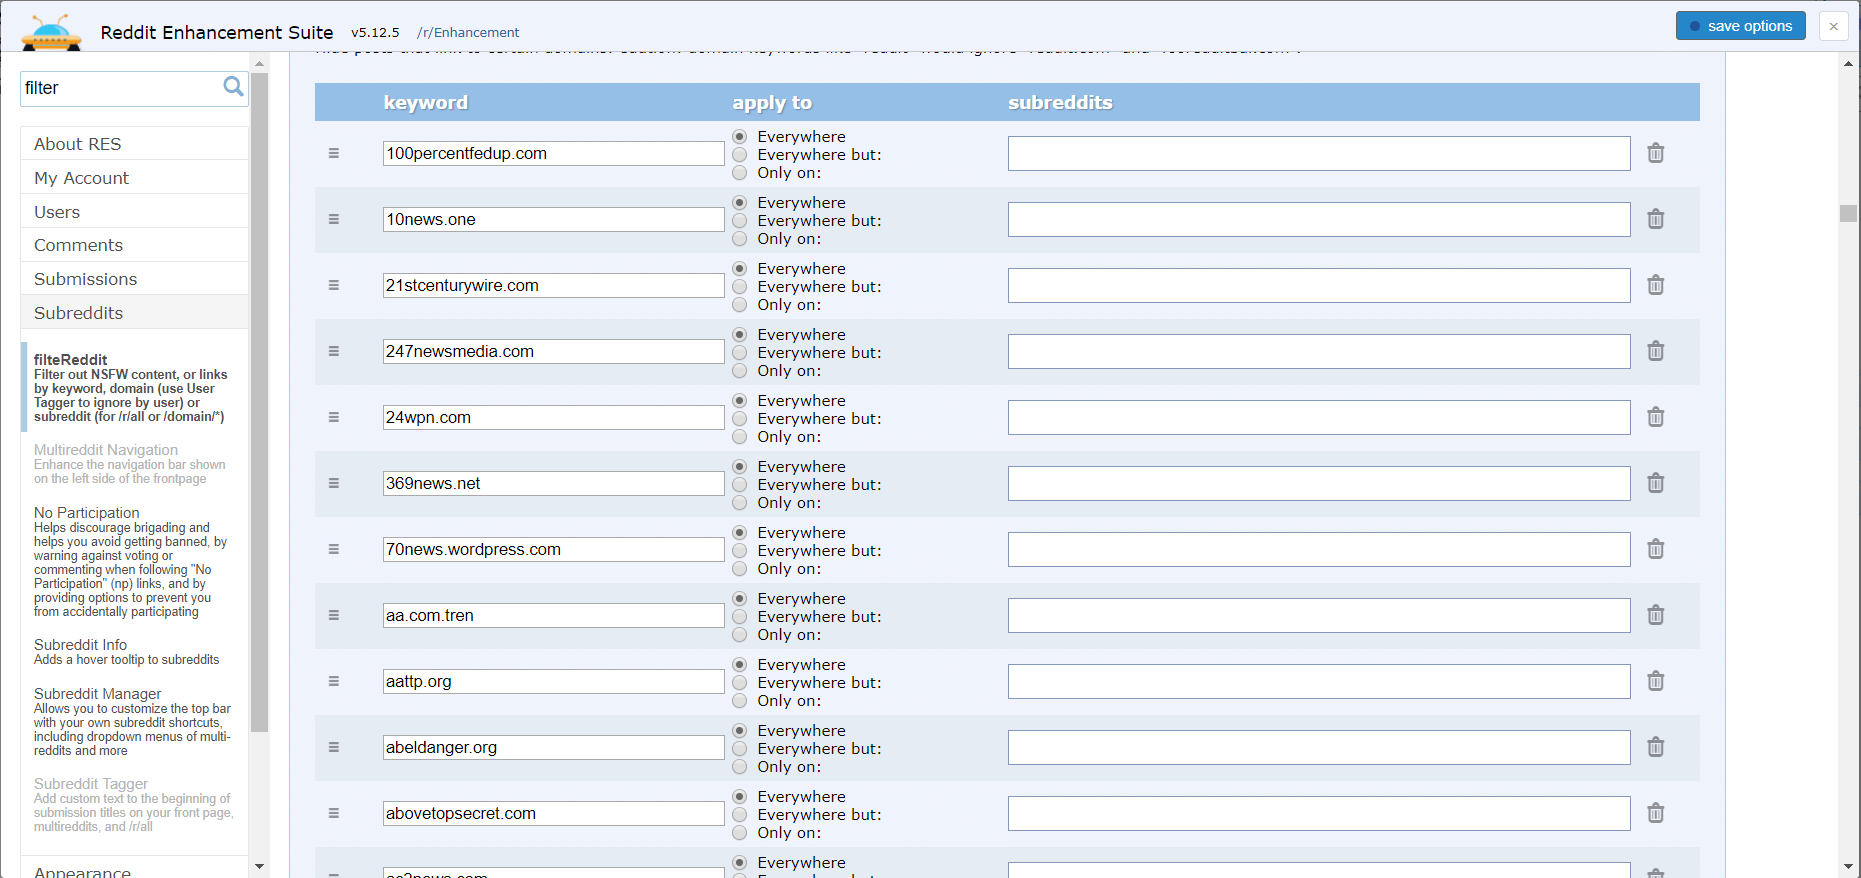 Reddit Enhancement Suite v5.12.5 /r/Enhancement
save options
×
filter
About RES
My Account
Users
Comments
Submissions
Subreddits
filteReddit
Filter out NSFW content, or links
by keyword, domain (use User
Tagger to ignore by user) or
subreddit (for /r/all or /domain/*)
Multireddit Navigation
Enhance the navigation bar shown
on the left side of the frontpage
No Participation
Helps discourage brigading and
helps you avoid getting banned, by
warning against voting or
commenting when following "No
Participation" (np) links, and by
providing options to prevent you
from accidentally participating
Subreddit Info
Adds a hover tooltip to subreddits
Subreddit Manager
Allows you to customize the top bar
with your own subreddit shortcuts,
including dropdown menus of multi-
reddits and more
Subreddit Tagger
Add custom text to the beginning of
submission titles on your front page,
multireddits, and /r/all
Appearance
keyword apply to subreddits
100percentfedup.com
Everywhere
Everywhere but:
Only on:
10news.one
Everywhere
Everywhere but:
Only on:
21stcenturywire.com
Everywhere
Everywhere but:
Only on:
247newsmedia.com
Everywhere
Everywhere but:
Only on:
24wpn.com
Everywhere
Everywhere but:
Only on:
369news.net
Everywhere
Everywhere but:
Only on:
70news.wordpress.com
Everywhere
Everywhere but:
Only on:
aa.com.tren
Everywhere
Everywhere but:
Only on:
aattp.org
Everywhere
Everywhere but:
Only on:
abeldanger.org
Everywhere
Everywhere but:
Only on:
abovetopsecret.com
Everywhere
Everywhere but:
Only on:
Everywhere